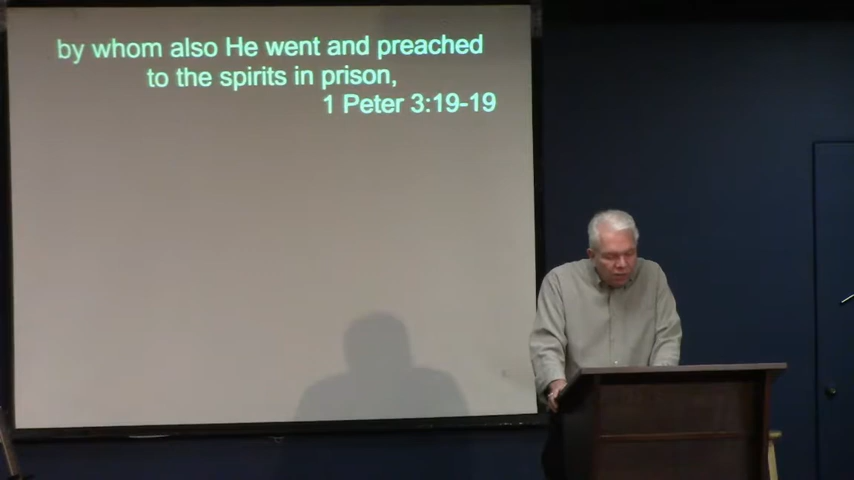 by whom also He went and preached
to the spirits in prison,
1 Peter 3:19-19